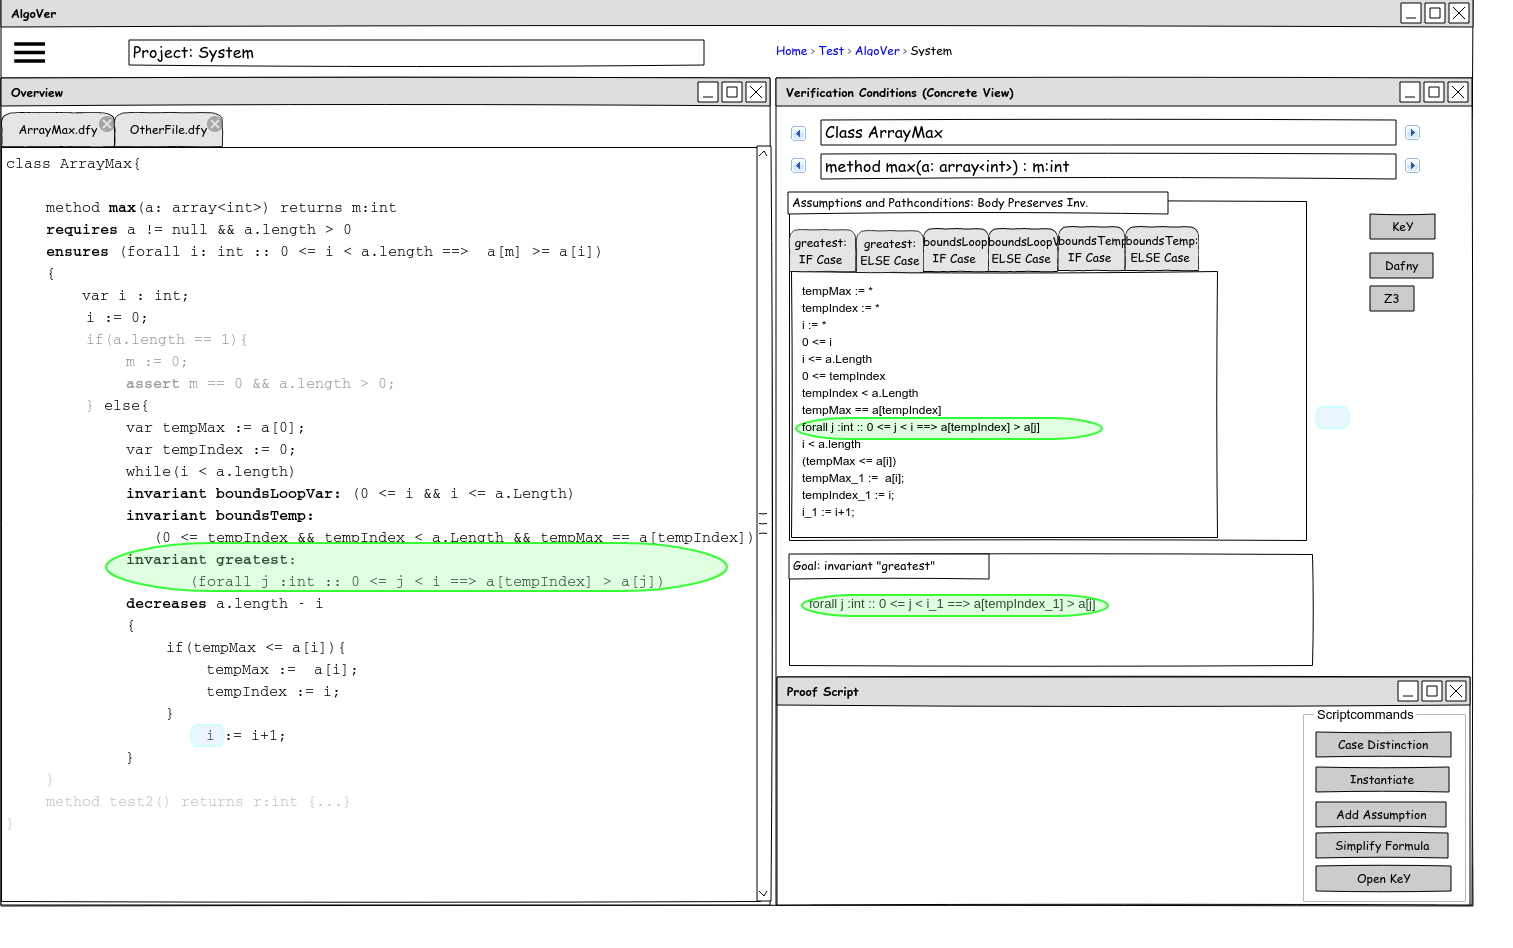 AlgoVer
Project: System
Home > Test > AlgoVer > System
Overview
ArrayMax.dfy
OtherFile.dfy
class ArrayMax{
method max(a: array<int>) returns m:int
requires a != null && a.length > 0
ensures (forall i: int :: 0 <= i < a.length ==>  a[m] >= a[i])
{
var i : int;
i := 0;
if(a.length == 1){
m := 0;
assert m == 0 && a.length > 0;
} else{
var tempMax := a[0];
var tempIndex := 0;
while(i < a.length)
invariant boundsLoopVar: (0 <= i && i <= a.Length)
invariant boundsTemp:
(0 <= tempIndex && tempIndex < a.Length && tempMax == a[tempIndex])
invariant greatest:
(forall j :int :: 0 <= j < i ==> a[tempIndex] > a[j])
decreases a.length - i
{
if(tempMax <= a[i]){
tempMax :=  a[i];
tempIndex := i;
}
i := i+1;
}
}
method test2() returns r:int {...}
}
Verification Conditions (Concrete View)
Class ArrayMax
method max(a: array<int>) : m:int
Assumptions and Pathconditions: Body Preserves Inv.
greatest:
IF Case
greatest:
ELSE Case
boundsLoop
IF Case
boundsLoopV
ELSE Case
boundsTemp
IF Case
boundsTemp:
ELSE Case
tempMax := *
tempIndex := *
i := *
0 <= i
i <= a.Length
0 <= tempIndex
tempIndex < a.Length
tempMax == a[tempIndex]
forall j :int :: 0 <= j < i ==> a[tempIndex] > a[j]
i < a.length
(tempMax <= a[i])
tempMax_1 :=  a[i];
tempIndex_1 := i;
i_1 := i+1;
KeY
Dafny
Z3
Goal: invariant "greatest"
forall j :int :: 0 <= j < i_1 ==> a[tempIndex_1] > a[j]
Proof Script
Scriptcommands
Case Distinction
Instantiate
Add Assumption
Simplify Formula
Open KeY